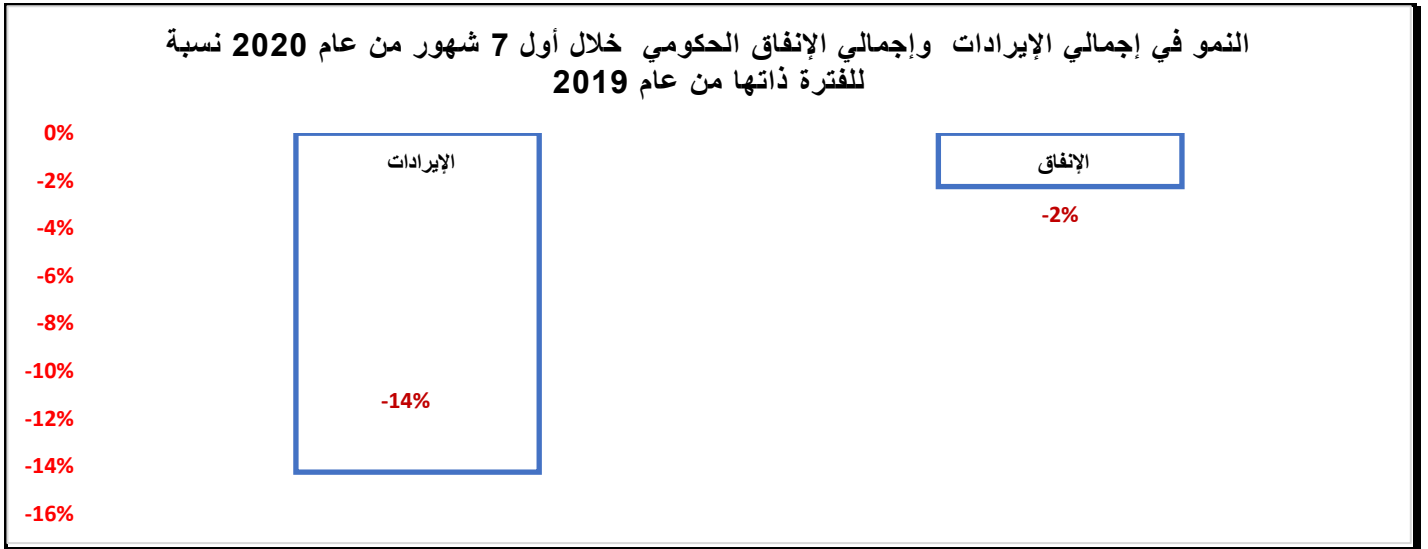 النمو في إجمالي الإيرادات وإجمالي الإنفاق الحكومي خلال أول 7 شهور من عام 2020 نسبة
للفترة ذاتها من عام 2019
0%
-2%
-4%
-6%
-8%
-10%
-12%
-14%
-16%
الإيرادات
-14%
الإنفاق
-2%